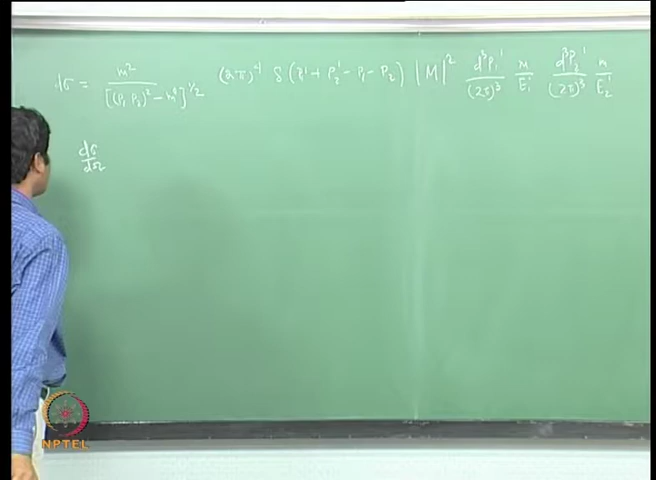 dσ = m² / [(P₁ P₂)² − m⁴]^{1/2} (2π)⁴ δ(P₁' + P₂' − P₁ − P₂) |M|² d³P₁' / (2π)³ m / E₁' d³P₂' / (2π)³ m / E₂'
dσ / dΩ
NPTEL